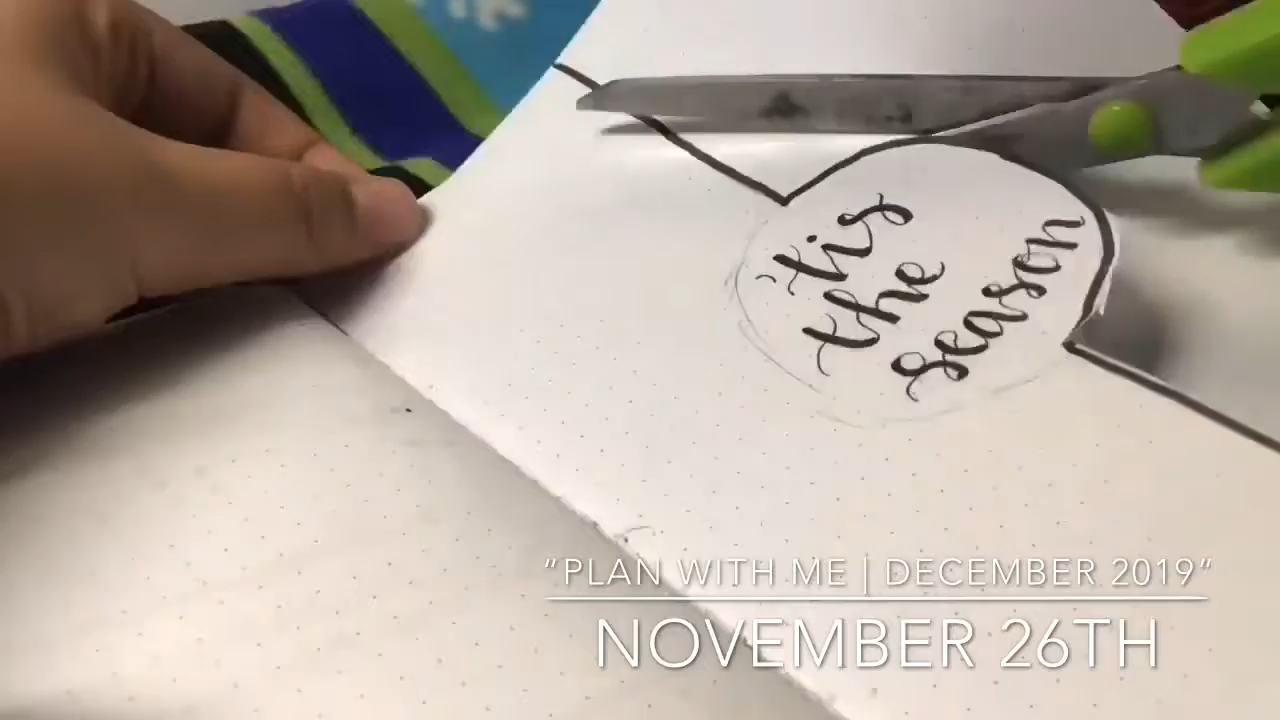 'tis
the
season
"PLAN WITH ME | DECEMBER 2019"
NOVEMBER 26TH